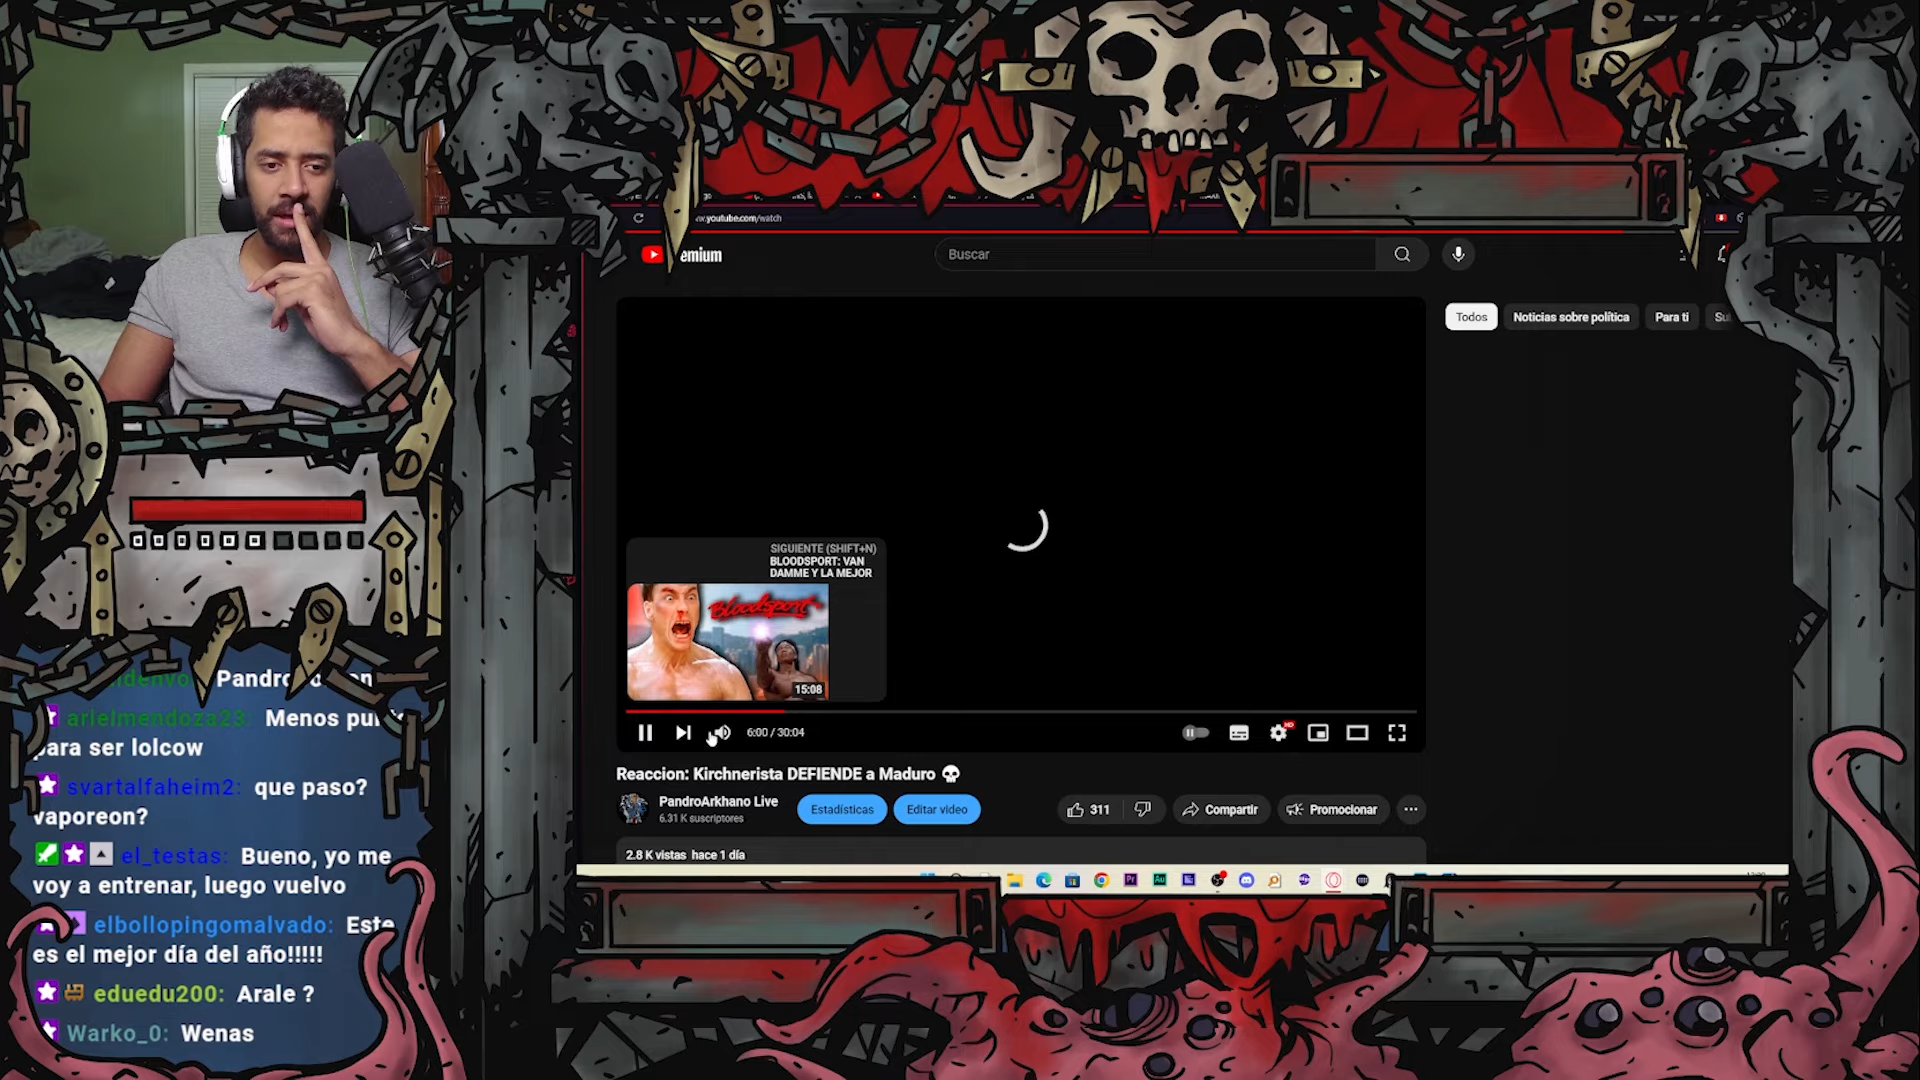 youtube.com/watch
emium
Buscar
Todos
Noticias sobre política
Para ti
SIGUIENTE (SHIFT+N)
BLOODSPORT: VAN
DAMME Y LA MEJOR
Bloodsport
15:08
6:00 / 30:04
HD
Reaccion: Kirchnerista DEFIENDE a Maduro 💀
PandroArkhano Live
6.31 K suscriptores
Estadísticas
Editar video
311
Compartir
Promocionar
2.8 K vistas hace 1 día
arielmendoza23: Menos
para ser lolcow
svartalfaheim2: que paso?
vaporeon?
el_testas: Bueno, yo me
voy a entrenar, luego vuelvo
elbollopingomalvado: Este
es el mejor día del año!!!!!
eduedu200: Arale ?
Warko_0: Wenas